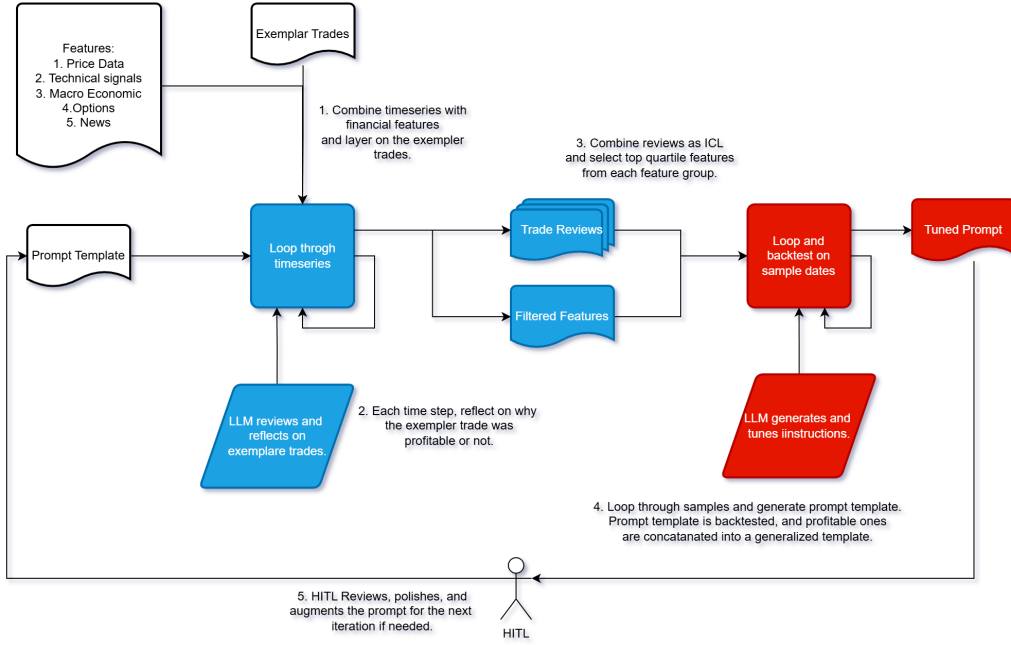 Features:
1. Price Data
2. Technical signals
3. Macro Economic
4.Options
5. News
Exemplar Trades
1. Combine timeseries with
financial features
and layer on the exempler
trades.
3. Combine reviews as ICL
and select top quartile features
from each feature group.
Prompt Template
Loop throgh
timeseries
Trade Reviews
Filtered Features
Loop and
backtest on
sample dates
Tuned Prompt
LLM reviews and
reflects on
exemplare trades.
2. Each time step, reflect on why
the exempler trade was
profitable or not.
LLM generates and
tunes iinstructions.
4. Loop through samples and generate prompt template.
Prompt template is backtested, and profitable ones
are concatanated into a generalized template.
5. HITL Reviews, polishes, and
augments the prompt for the next
iteration if needed.
HITL